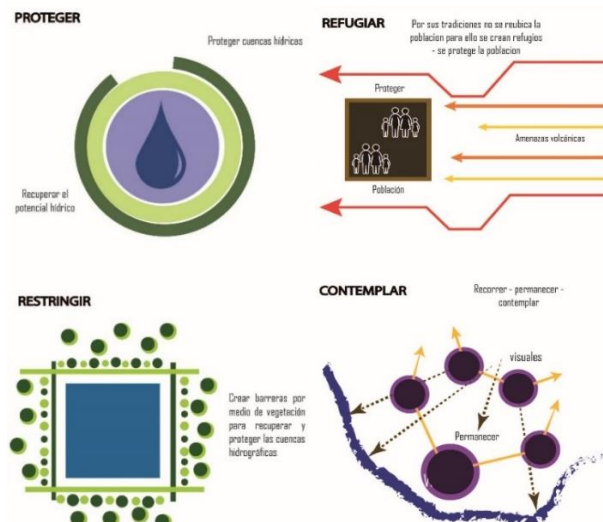 PROTEGER
Proteger cuencas hídricas
Recuperar el
potencial hídrico
REFUGIAR
Por sus tradiciones no se reubica la
poblacion para ello se crean refugios
- se protege la poblacion
Proteger
Amenazas volcánicas
Población
RESTRINGIR
Crear barreras por
medio de vegetación
para recuperar y
proteger las cuencas
hidrográficas
CONTEMPLAR
Recorrer - permanecer -
contemplar
visuales
Permanecer